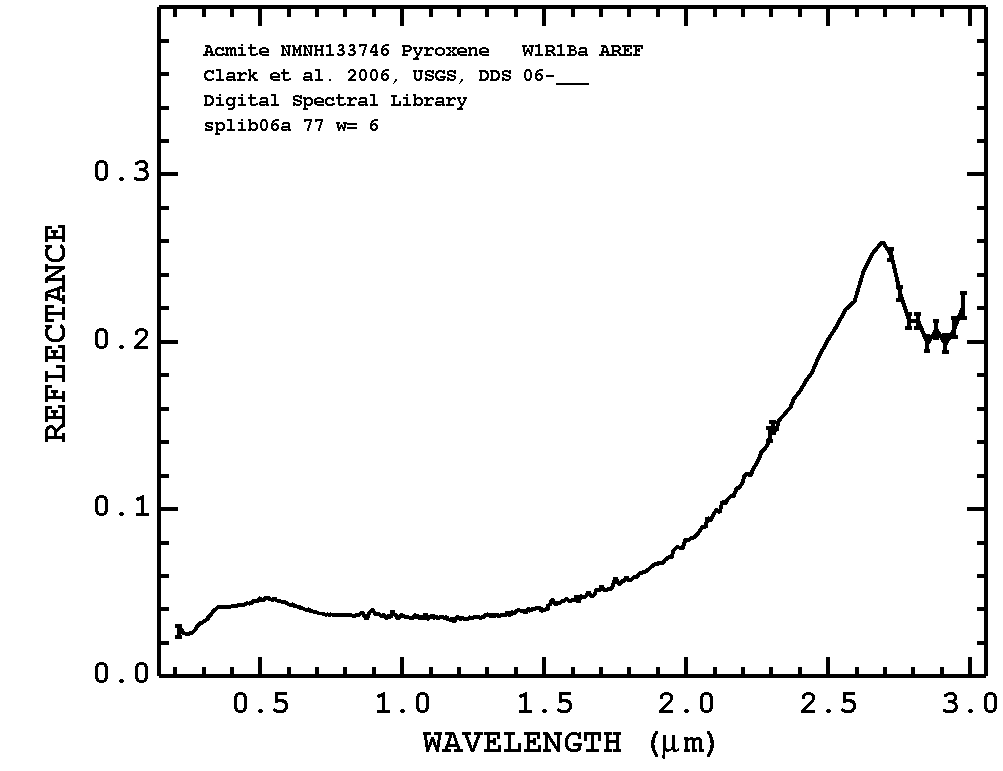 Acmite NMNH133746 Pyroxene W1R1Ba AREF
Clark et al. 2006, USGS, DDS 06-___
Digital Spectral Library
splib06a 77 w= 6
REFLECTANCE
0.3
0.2
0.1
0.0
0.5 1.0 1.5 2.0 2.5 3.0
WAVELENGTH (μm)